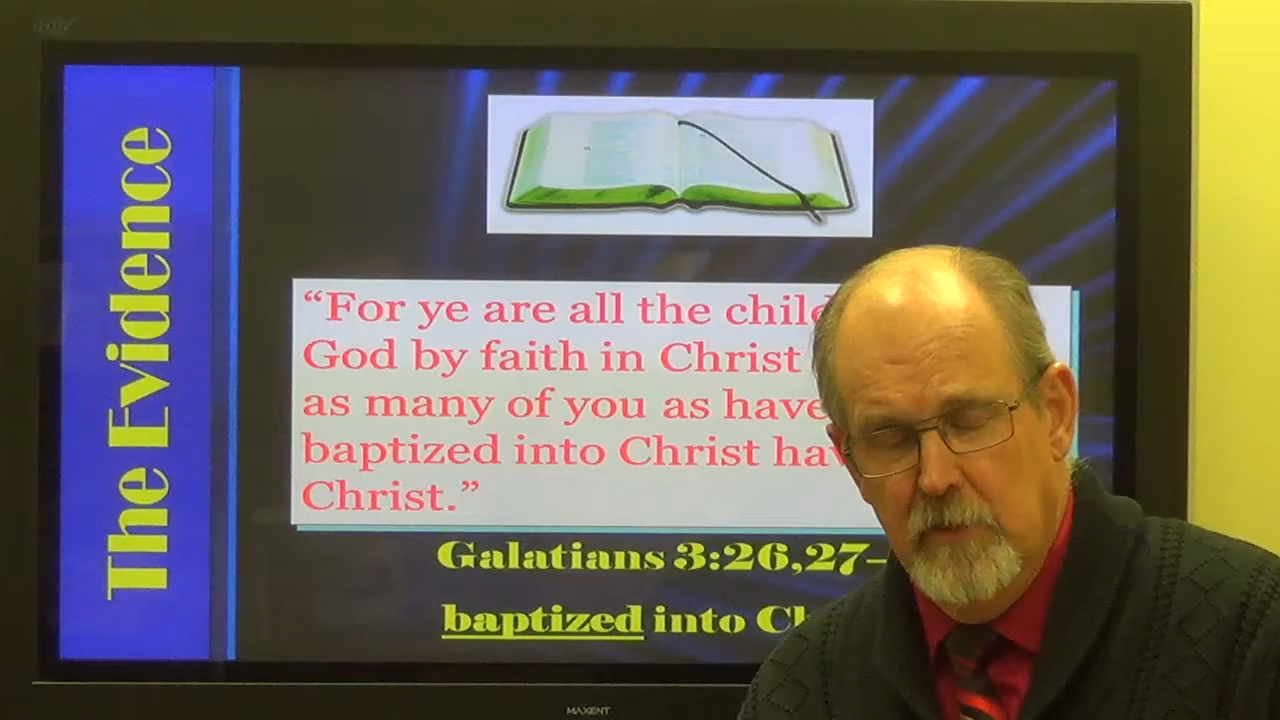 The Evidence
“For ye are all the child
God by faith in Christ
as many of you as have
baptized into Christ hav
Christ.”
Galatians 3:26,27–
baptized into Ch
MAXENT